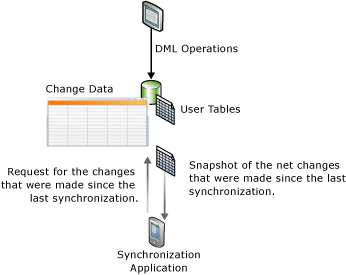 DML Operations
Change Data
User Tables
Request for the changes
that were made since the
last synchronization.
Snapshot of the net changes
that were made since the last
synchronization.
Synchronization
Application